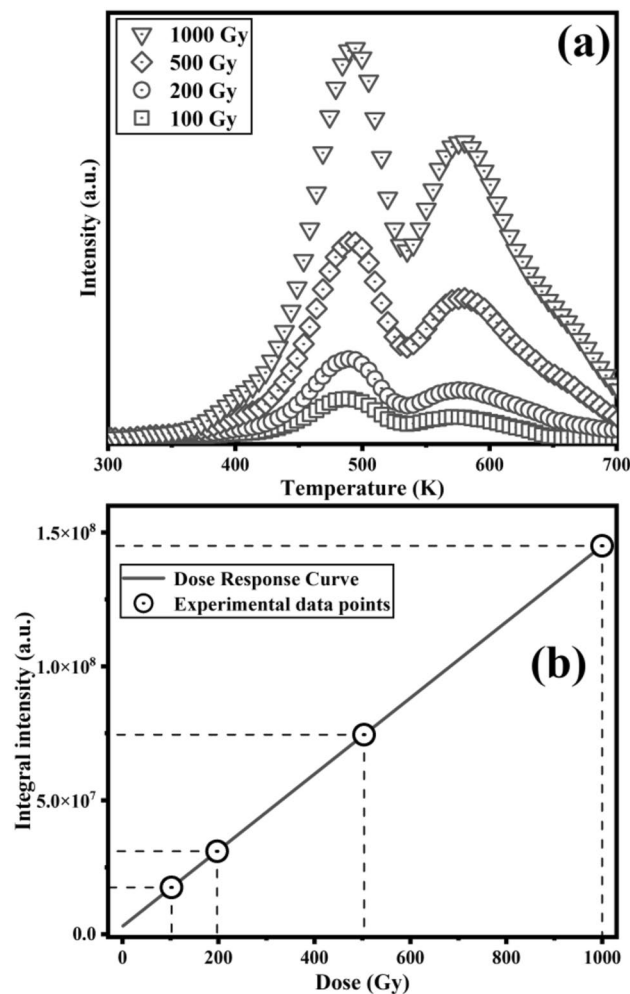 (a)
1000 Gy
500 Gy
200 Gy
100 Gy
Intensity (a.u.)
300 400 500 600 700
Temperature (K)
1.5×10⁸
1.0×10⁸
5.0×10⁷
0.0
Integral intensity (a.u.)
Dose Response Curve
Experimental data points
(b)
0 200 400 600 800 1000
Dose (Gy)